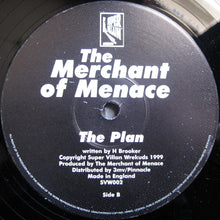 The
Merchant
of Menace
The Plan
written by H Brooker
Copyright Super Villan Wrekuds 1999
Produced by The Merchant of Menace
Distributed by 3mv/Pinnacle
Made in England
SVW002
Side B